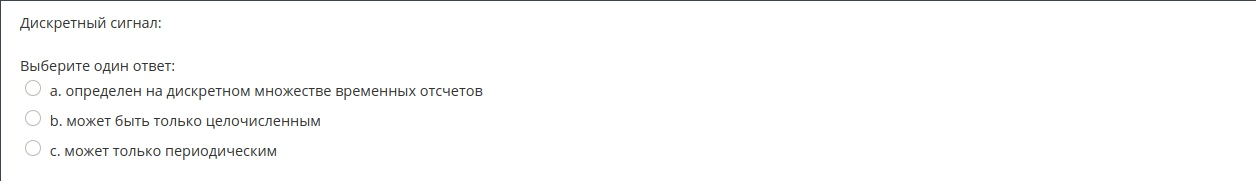 Дискретный сигнал:
Выберите один ответ:
a. определен на дискретном множестве временных отсчетов
b. может быть только целочисленным
c. может только периодическим